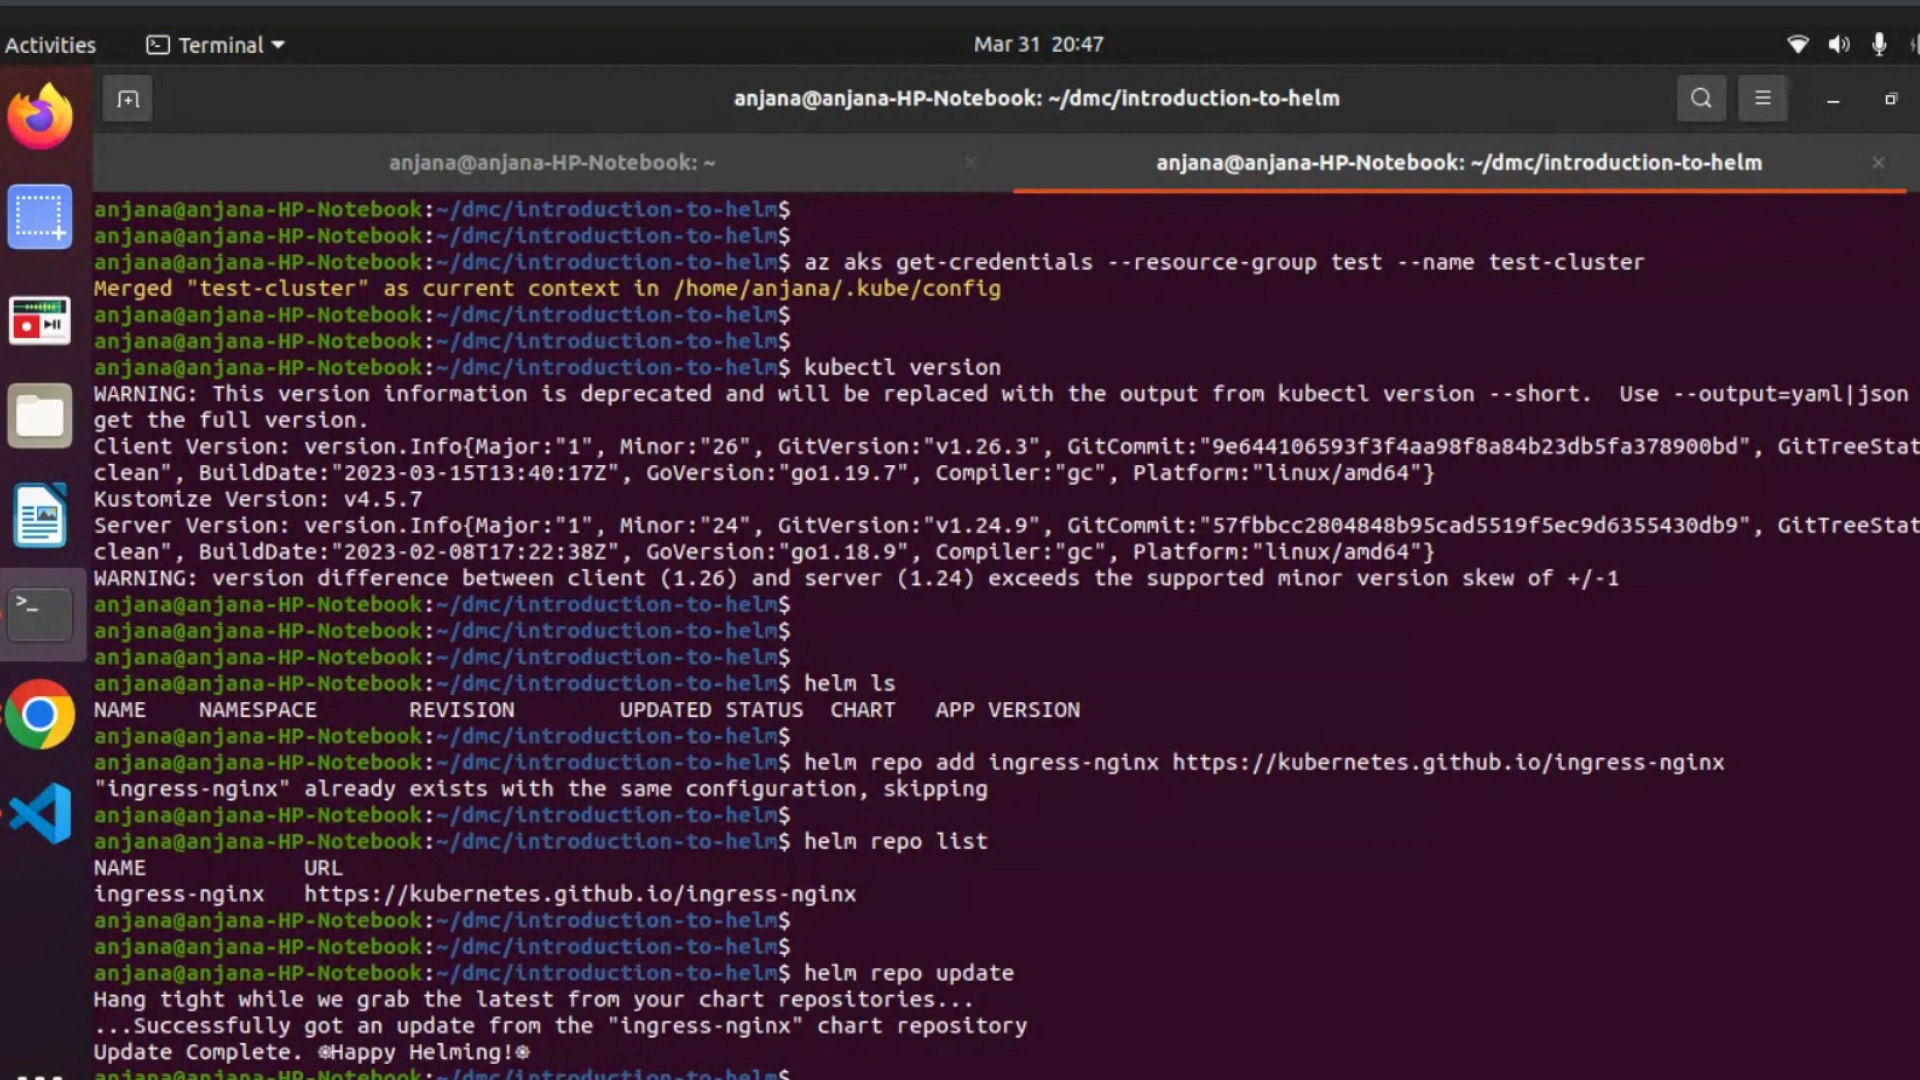 Activities
Terminal
Mar 31 20:47
anjana@anjana-HP-Notebook: ~/dmc/introduction-to-helm
anjana@anjana-HP-Notebook: ~
anjana@anjana-HP-Notebook: ~/dmc/introduction-to-helm
anjana@anjana-HP-Notebook:~/dmc/introduction-to-helm$
anjana@anjana-HP-Notebook:~/dmc/introduction-to-helm$
anjana@anjana-HP-Notebook:~/dmc/introduction-to-helm$ az aks get-credentials --resource-group test --name test-cluster
Merged "test-cluster" as current context in /home/anjana/.kube/config
anjana@anjana-HP-Notebook:~/dmc/introduction-to-helm$
anjana@anjana-HP-Notebook:~/dmc/introduction-to-helm$
anjana@anjana-HP-Notebook:~/dmc/introduction-to-helm$ kubectl version
WARNING: This version information is deprecated and will be replaced with the output from kubectl version --short.  Use --output=yaml|json
get the full version.
Client Version: version.Info{Major:"1", Minor:"26", GitVersion:"v1.26.3", GitCommit:"9e644106593f3f4aa98f8a84b23db5fa378900bd", GitTreeStat
clean", BuildDate:"2023-03-15T13:40:17Z", GoVersion:"go1.19.7", Compiler:"gc", Platform:"linux/amd64"}
Kustomize Version: v4.5.7
Server Version: version.Info{Major:"1", Minor:"24", GitVersion:"v1.24.9", GitCommit:"57fbbcc2804848b95cad5519f5ec9d6355430db9", GitTreeStat
clean", BuildDate:"2023-02-08T17:22:38Z", GoVersion:"go1.18.9", Compiler:"gc", Platform:"linux/amd64"}
WARNING: version difference between client (1.26) and server (1.24) exceeds the supported minor version skew of +/-1
anjana@anjana-HP-Notebook:~/dmc/introduction-to-helm$
anjana@anjana-HP-Notebook:~/dmc/introduction-to-helm$
anjana@anjana-HP-Notebook:~/dmc/introduction-to-helm$
anjana@anjana-HP-Notebook:~/dmc/introduction-to-helm$ helm ls
NAME    NAMESPACE       REVISION        UPDATED STATUS  CHART   APP VERSION
anjana@anjana-HP-Notebook:~/dmc/introduction-to-helm$
anjana@anjana-HP-Notebook:~/dmc/introduction-to-helm$ helm repo add ingress-nginx https://kubernetes.github.io/ingress-nginx
"ingress-nginx" already exists with the same configuration, skipping
anjana@anjana-HP-Notebook:~/dmc/introduction-to-helm$
anjana@anjana-HP-Notebook:~/dmc/introduction-to-helm$ helm repo list
NAME            URL
ingress-nginx   https://kubernetes.github.io/ingress-nginx
anjana@anjana-HP-Notebook:~/dmc/introduction-to-helm$
anjana@anjana-HP-Notebook:~/dmc/introduction-to-helm$
anjana@anjana-HP-Notebook:~/dmc/introduction-to-helm$ helm repo update
Hang tight while we grab the latest from your chart repositories...
...Successfully got an update from the "ingress-nginx" chart repository
Update Complete. ⎈Happy Helming!⎈
anjana@anjana-HP-Notebook:~/dmc/introduction-to-helm$